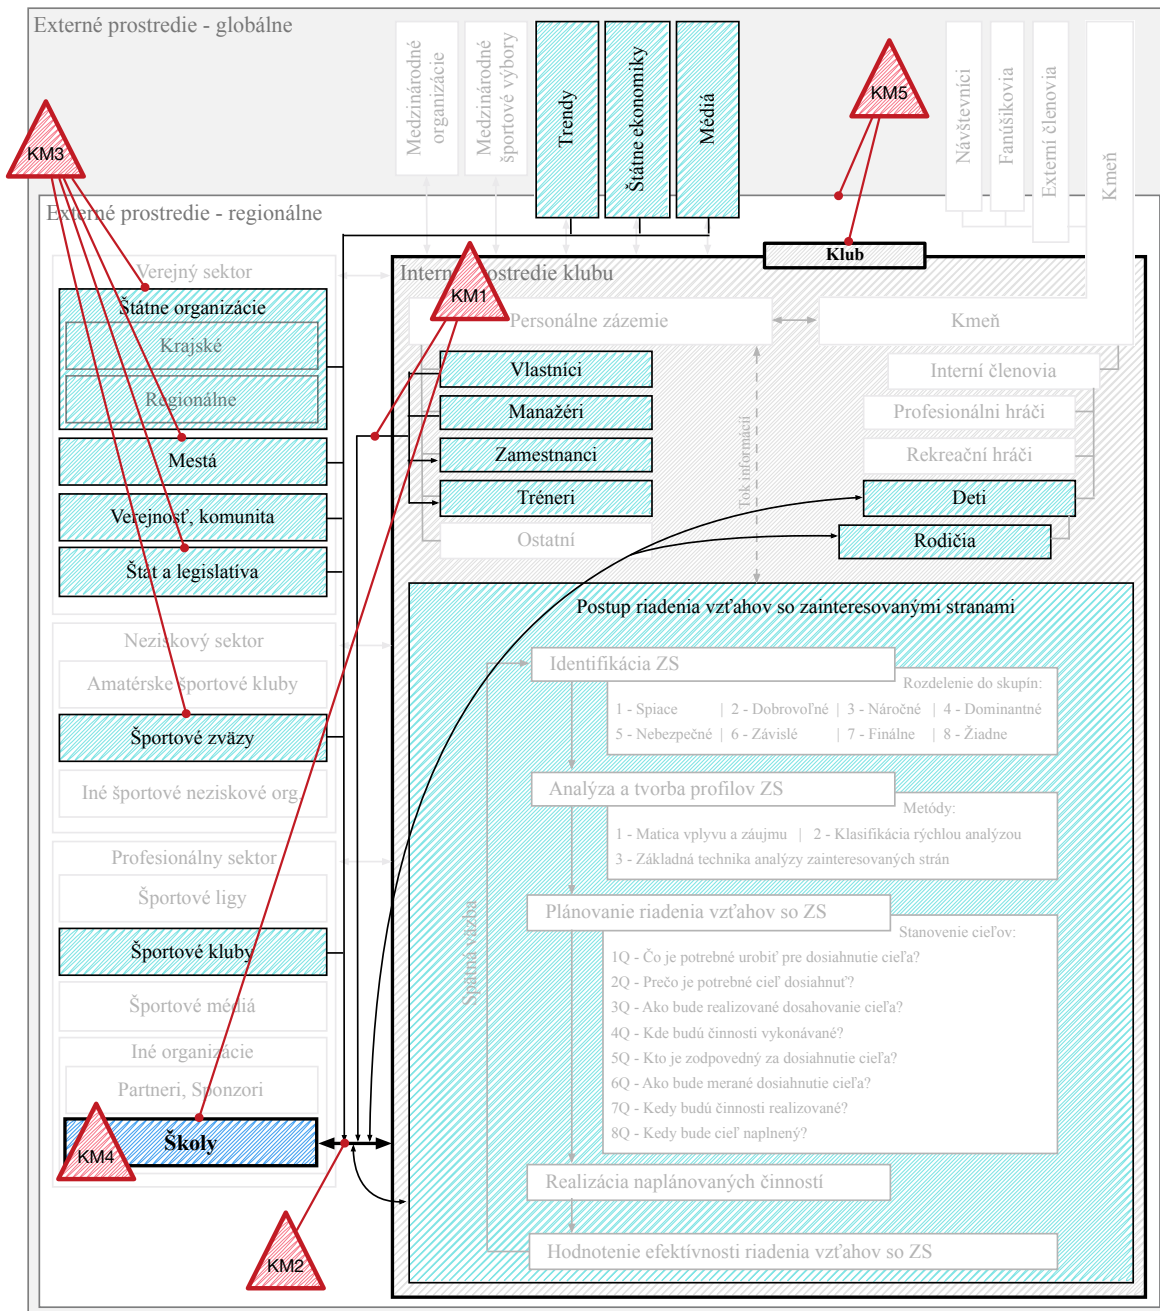 Externé prostredie - globálne
Medzinárodné
organizácie
Medzinárodné
športové výbory
Trendy
Štátne ekonomiky
Médiá
KM5
Návštevníci
Fanúšikovia
Externí členovia
Kmeň
KM3
Externé prostredie - regionálne
Klub
Verejný sektor
Štátne organizácie
Krajské
Regionálne
Mestá
Verejnosť, komunita
Štát a legislatíva
Neziskový sektor
Amatérske športové kluby
Športové zväzy
Iné športové neziskové org.
Profesionálny sektor
Športové ligy
Športové kluby
Športové médiá
Iné organizácie
Partneri, Sponzori
Školy
KM4
KM2
Interné prostredie klubu
KM1
Personálne zázemie
Kmeň
Vlastníci
Manažéri
Zamestnanci
Tréneri
Ostatní
Tok informácií
Interní členovia
Profesionálni hráči
Rekreační hráči
Deti
Rodičia
Postup riadenia vzťahov so zainteresovanými stranami
Identifikácia ZS
Rozdelenie do skupín:
1 - Spiace | 2 - Dobrovoľné | 3 - Náročné | 4 - Dominantné
5 - Nebezpečné | 6 - Závislé | 7 - Finálne | 8 - Žiadne
Analýza a tvorba profilov ZS
Metódy:
1 - Matica vplyvu a záujmu | 2 - Klasifikácia rýchlou analýzou
3 - Základná technika analýzy zainteresovaných strán
Plánovanie riadenia vzťahov so ZS
Stanovenie cieľov:
1Q - Čo je potrebné urobiť pre dosiahnutie cieľa?
2Q - Prečo je potrebné cieľ dosiahnuť?
3Q - Ako bude realizované dosahovanie cieľa?
4Q - Kde budú činnosti vykonávané?
5Q - Kto je zodpovedný za dosiahnutie cieľa?
6Q - Ako bude merané dosiahnutie cieľa?
7Q - Kedy budú činnosti realizované?
8Q - Kedy bude cieľ naplnený?
Spätná väzba
Realizácia naplánovaných činností
Hodnotenie efektívnosti riadenia vzťahov so ZS